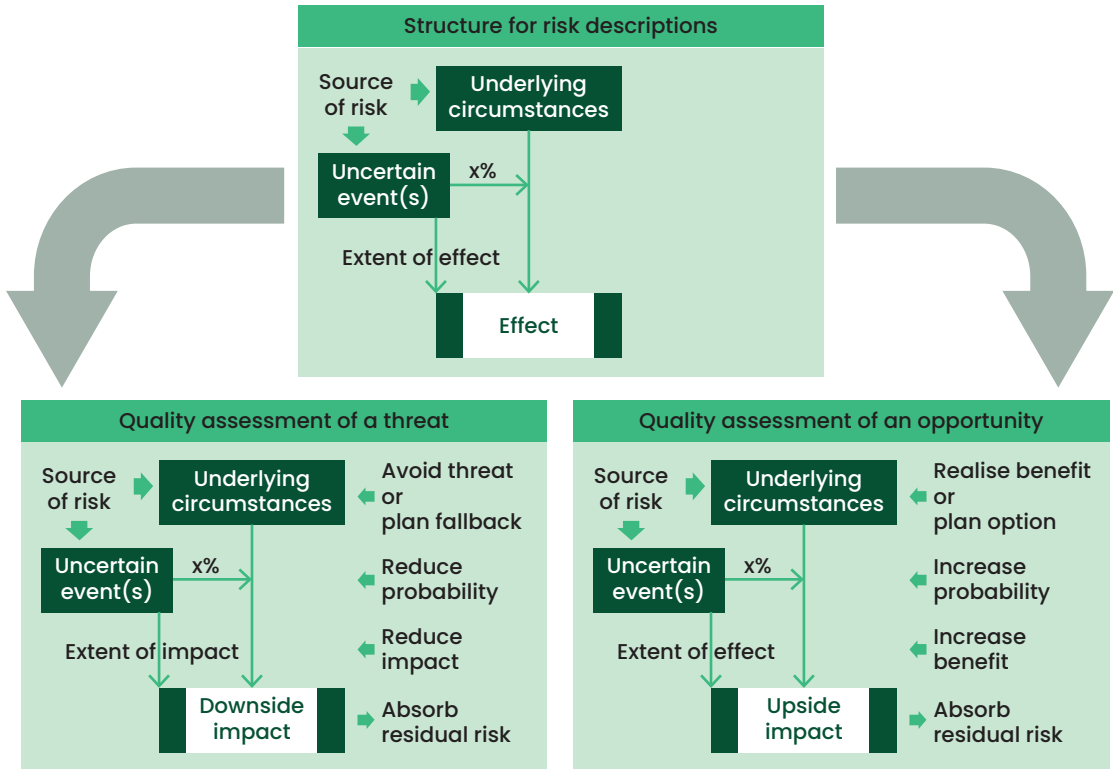 Structure for risk descriptions
Source
of risk
Underlying
circumstances
Uncertain
event(s)
x%
Extent of effect
Effect
Quality assessment of a threat
Source
of risk
Underlying
circumstances
Avoid threat
or
plan fallback
Uncertain
event(s)
x%
Reduce
probability
Extent of impact
Reduce
impact
Downside
impact
Absorb
residual risk
Quality assessment of an opportunity
Source
of risk
Underlying
circumstances
Realise benefit
or
plan option
Uncertain
event(s)
x%
Increase
probability
Extent of effect
Increase
benefit
Upside
impact
Absorb
residual risk